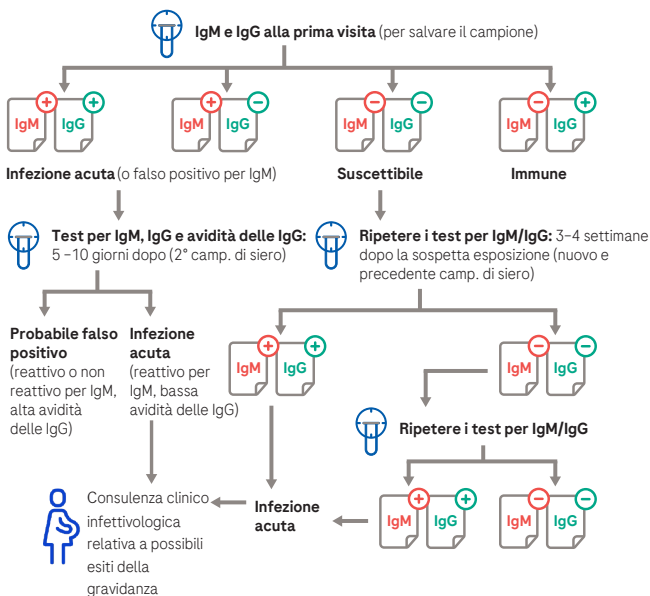 IgM e IgG alla prima visita (per salvare il campione)
IgM + IgG +
IgM + IgG −
IgM − IgG −
IgM − IgG +
Infezione acuta (o falso positivo per IgM)
Suscettibile
Immune
Test per IgM, IgG e avidità delle IgG:
5 –10 giorni dopo (2° camp. di siero)
Ripetere i test per IgM/IgG: 3–4 settimane
dopo la sospetta esposizione (nuovo e
precedente camp. di siero)
Probabile falso
positivo
(reattivo o non
reattivo per IgM,
alta avidità
delle IgG)
Infezione
acuta
(reattivo per
IgM, bassa
avidità delle IgG)
IgM + IgG +
IgM − IgG −
Ripetere i test per IgM/IgG
IgM + IgG +
IgM − IgG −
Infezione
acuta
Consulenza clinico
infettivologica
relativa a possibili
esiti della
gravidanza